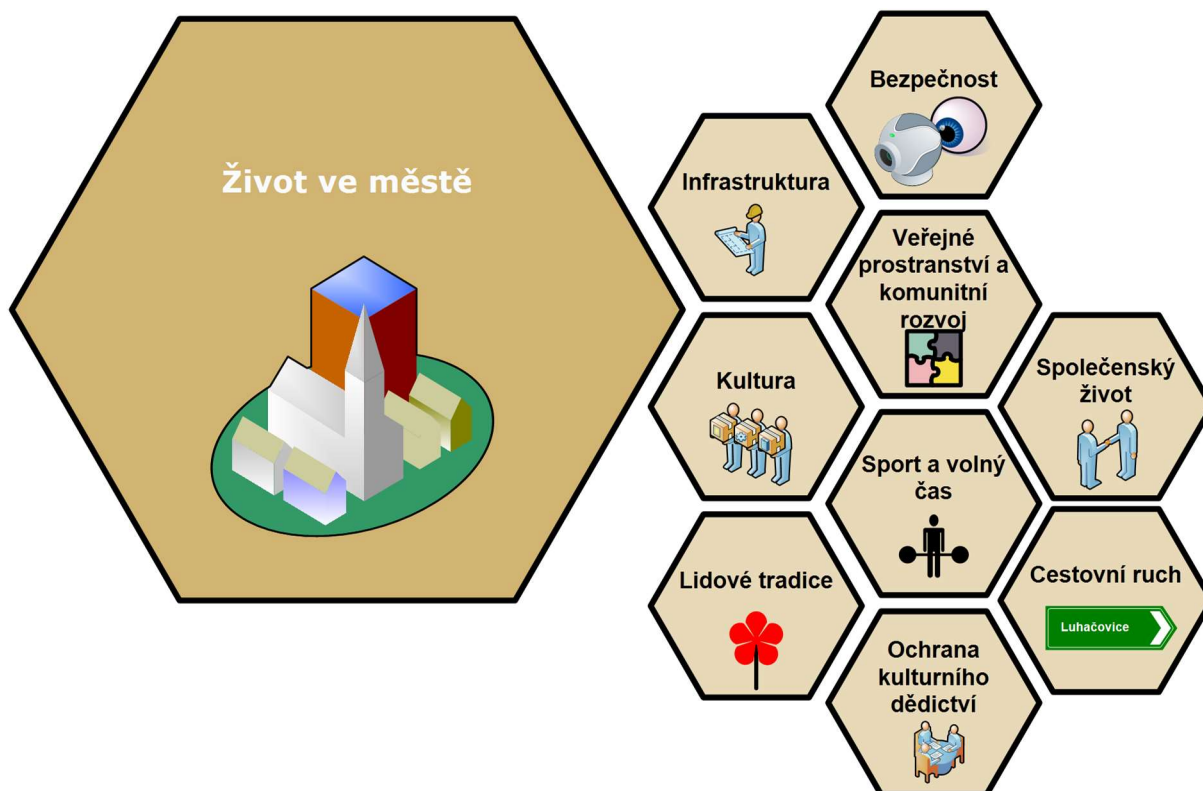 Život ve městě
Bezpečnost
Infrastruktura
Veřejné
prostranství a
komunitní
rozvoj
Kultura
Společenský
život
Sport a volný
čas
Lidové tradice
Cestovní ruch
Luhačovice
Ochrana
kulturního
dědictví